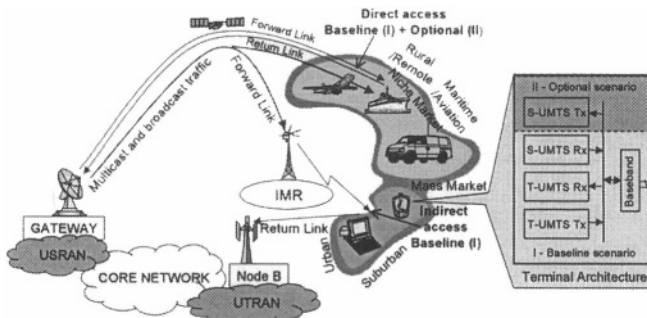 Forward Link
Return Link
Direct access
Baseline (I) + Optional (II)
Multicast and broadcast traffic
Forward Link
Rural
/Remote
Niche Market
Maritime
/Aviation
IMR
Mass Market
Indirect
access
Baseline (I)
Return Link
Urban
Suburban
GATEWAY
USRAN
CORE NETWORK
Node B
UTRAN
II - Optional scenario
S-UMTS Tx
S-UMTS Rx
T-UMTS Rx
T-UMTS Tx
Baseband
I - Baseline scenario
Terminal Architecture